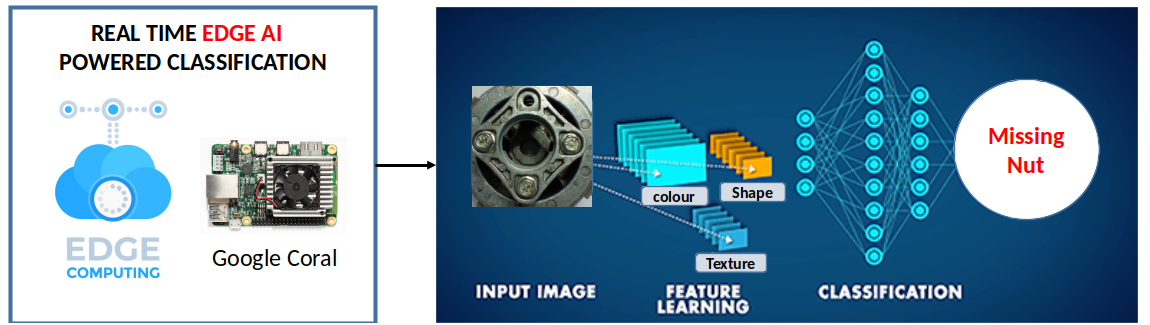 REAL TIME EDGE AI
POWERED CLASSIFICATION
EDGE
COMPUTING
Google Coral
colour
Shape
Texture
INPUT IMAGE
FEATURE
LEARNING
CLASSIFICATION
Missing
Nut